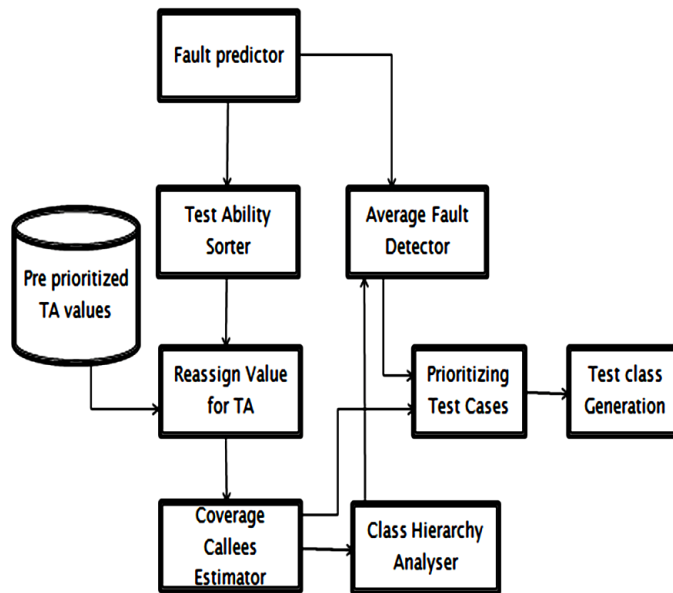 Fault predictor
Test Ability
Sorter
Average Fault
Detector
Pre prioritized
TA values
Reassign Value
for TA
Prioritizing
Test Cases
Test class
Generation
Coverage
Callees
Estimator
Class Hierarchy
Analyser